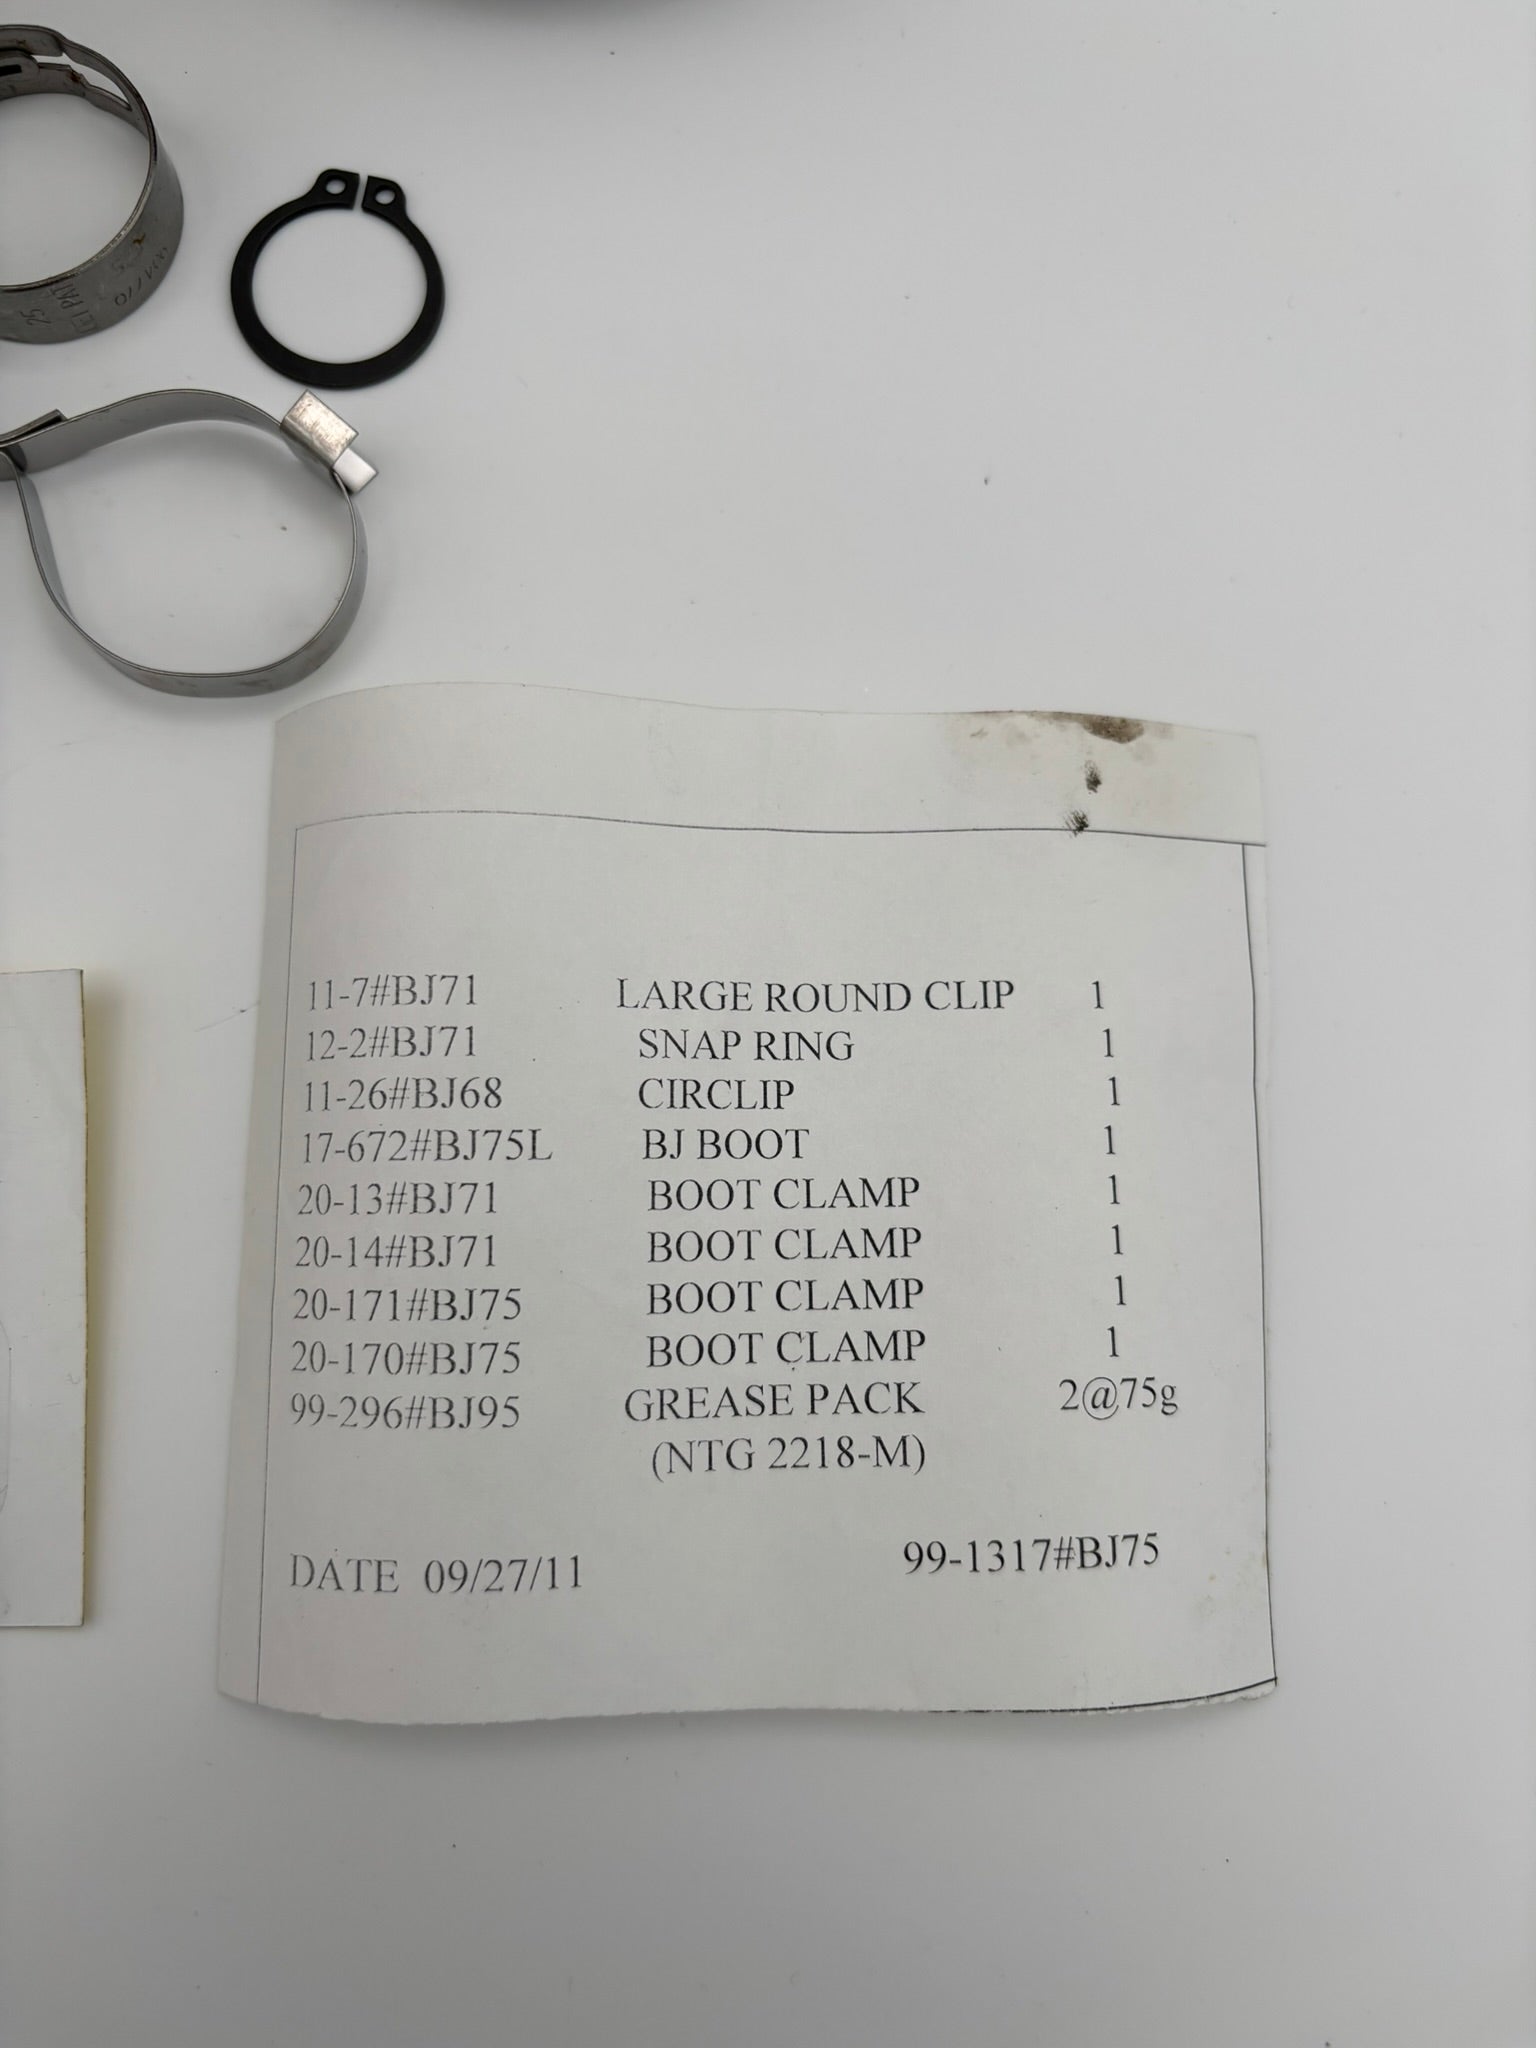 11-7#BJ71 LARGE ROUND CLIP 1
12-2#BJ71 SNAP RING 1
11-26#BJ68 CIRCLIP 1
17-672#BJ75L BJ BOOT 1
20-13#BJ71 BOOT CLAMP 1
20-14#BJ71 BOOT CLAMP 1
20-171#BJ75 BOOT CLAMP 1
20-170#BJ75 BOOT CLAMP 1
99-296#BJ95 GREASE PACK 2@75g
(NTG 2218-M)
DATE 09/27/11 99-1317#BJ75